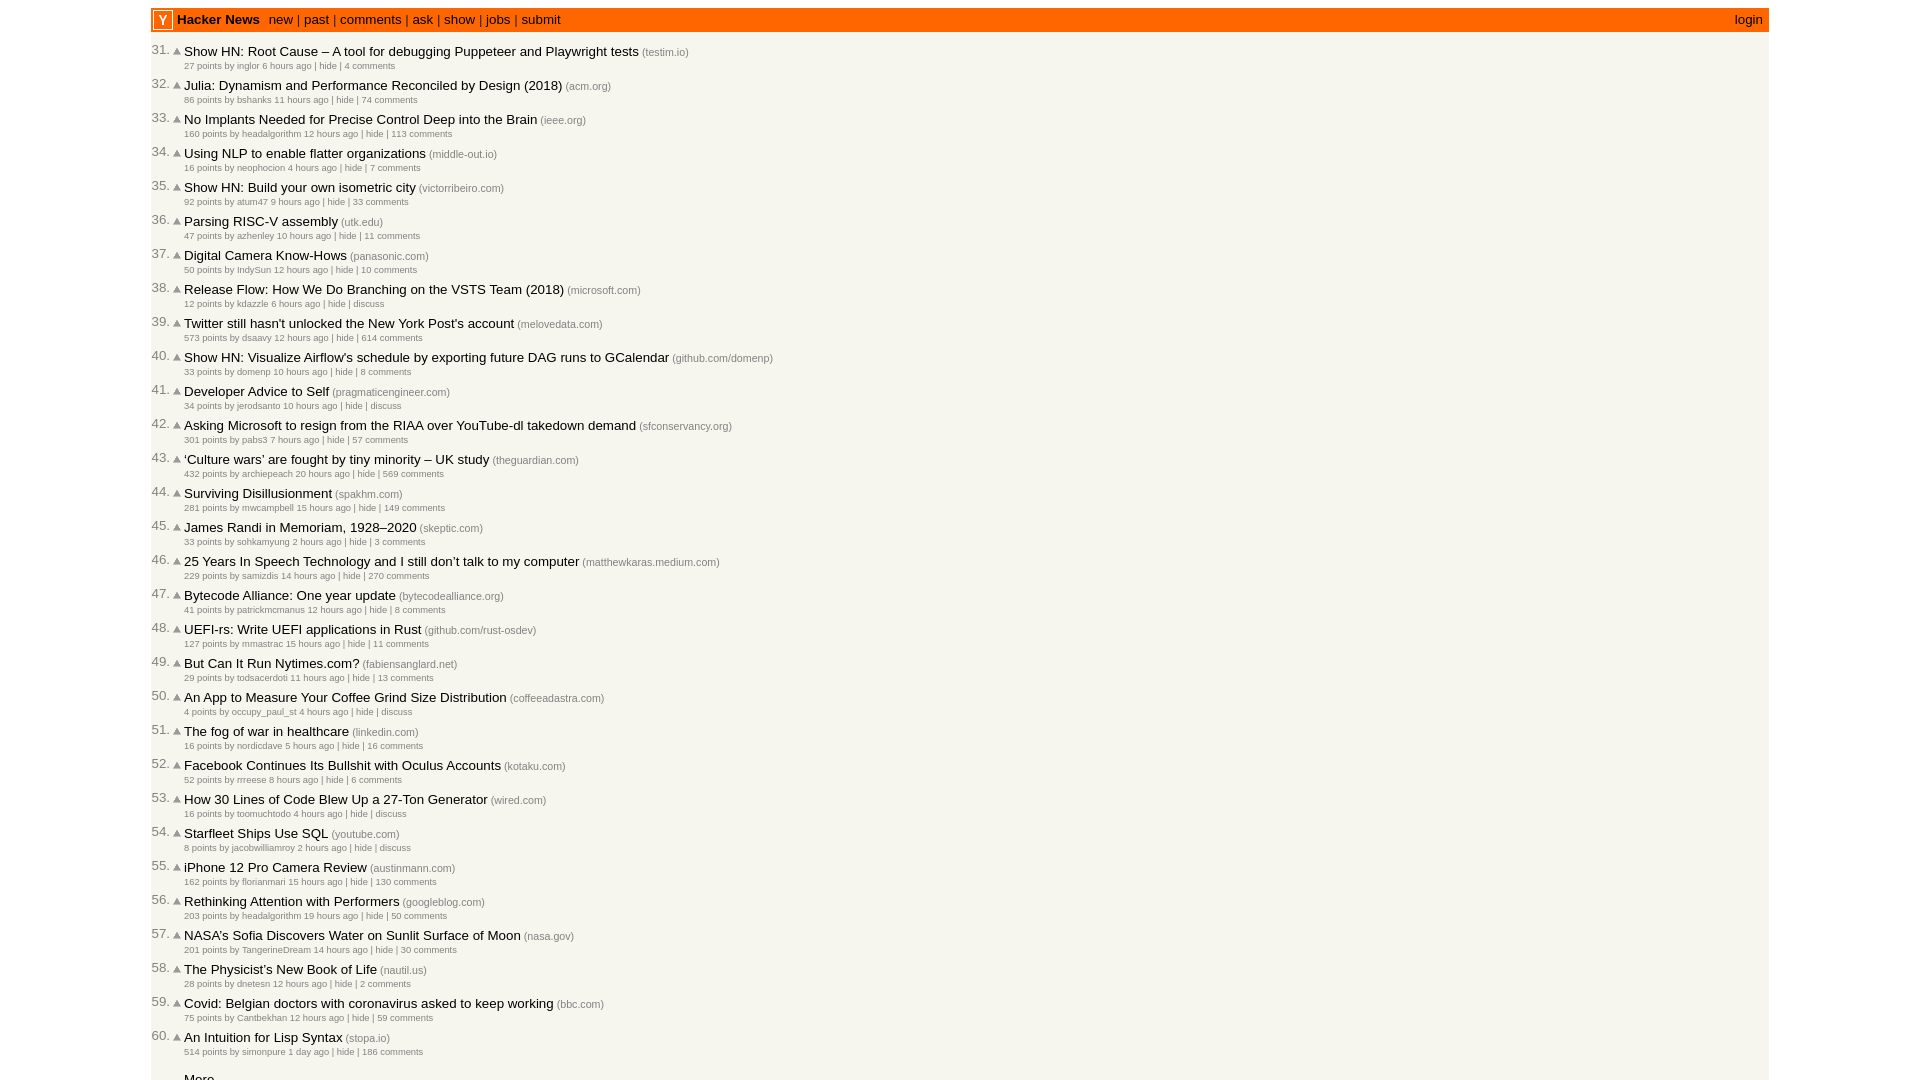 Y Hacker News new | past | comments | ask | show | jobs | submit login
31. Show HN: Root Cause – A tool for debugging Puppeteer and Playwright tests (testim.io)
27 points by inglor 6 hours ago | hide | 4 comments
32. Julia: Dynamism and Performance Reconciled by Design (2018) (acm.org)
86 points by bshanks 11 hours ago | hide | 74 comments
33. No Implants Needed for Precise Control Deep into the Brain (ieee.org)
160 points by headalgorithm 12 hours ago | hide | 113 comments
34. Using NLP to enable flatter organizations (middle-out.io)
16 points by neophocion 4 hours ago | hide | 7 comments
35. Show HN: Build your own isometric city (victorribeiro.com)
92 points by atum47 9 hours ago | hide | 33 comments
36. Parsing RISC-V assembly (utk.edu)
47 points by azhenley 10 hours ago | hide | 11 comments
37. Digital Camera Know-Hows (panasonic.com)
50 points by IndySun 12 hours ago | hide | 10 comments
38. Release Flow: How We Do Branching on the VSTS Team (2018) (microsoft.com)
12 points by kdazzle 6 hours ago | hide | discuss
39. Twitter still hasn't unlocked the New York Post's account (melovedata.com)
573 points by dsaavy 12 hours ago | hide | 614 comments
40. Show HN: Visualize Airflow's schedule by exporting future DAG runs to GCalendar (github.com/domenp)
33 points by domenp 10 hours ago | hide | 8 comments
41. Developer Advice to Self (pragmaticengineer.com)
34 points by jerodsanto 10 hours ago | hide | discuss
42. Asking Microsoft to resign from the RIAA over YouTube-dl takedown demand (sfconservancy.org)
301 points by pabs3 7 hours ago | hide | 57 comments
43. ‘Culture wars’ are fought by tiny minority – UK study (theguardian.com)
432 points by archiepeach 20 hours ago | hide | 569 comments
44. Surviving Disillusionment (spakhm.com)
281 points by mwcampbell 15 hours ago | hide | 149 comments
45. James Randi in Memoriam, 1928–2020 (skeptic.com)
33 points by sohkamyung 2 hours ago | hide | 3 comments
46. 25 Years In Speech Technology and I still don’t talk to my computer (matthewkaras.medium.com)
229 points by samizdis 14 hours ago | hide | 270 comments
47. Bytecode Alliance: One year update (bytecodealliance.org)
41 points by patrickmcmanus 12 hours ago | hide | 8 comments
48. UEFI-rs: Write UEFI applications in Rust (github.com/rust-osdev)
127 points by mmastrac 15 hours ago | hide | 11 comments
49. But Can It Run Nytimes.com? (fabiensanglard.net)
29 points by todsacerdoti 11 hours ago | hide | 13 comments
50. An App to Measure Your Coffee Grind Size Distribution (coffeeadastra.com)
4 points by occupy_paul_st 4 hours ago | hide | discuss
51. The fog of war in healthcare (linkedin.com)
16 points by nordicdave 5 hours ago | hide | 16 comments
52. Facebook Continues Its Bullshit with Oculus Accounts (kotaku.com)
52 points by rrreese 8 hours ago | hide | 6 comments
53. How 30 Lines of Code Blew Up a 27-Ton Generator (wired.com)
16 points by toomuchtodo 4 hours ago | hide | discuss
54. Starfleet Ships Use SQL (youtube.com)
8 points by jacobwilliamroy 2 hours ago | hide | discuss
55. iPhone 12 Pro Camera Review (austinmann.com)
162 points by florianmari 15 hours ago | hide | 130 comments
56. Rethinking Attention with Performers (googleblog.com)
203 points by headalgorithm 19 hours ago | hide | 50 comments
57. NASA’s Sofia Discovers Water on Sunlit Surface of Moon (nasa.gov)
201 points by TangerineDream 14 hours ago | hide | 30 comments
58. The Physicist’s New Book of Life (nautil.us)
28 points by dnetesn 12 hours ago | hide | 2 comments
59. Covid: Belgian doctors with coronavirus asked to keep working (bbc.com)
75 points by Cantbekhan 12 hours ago | hide | 59 comments
60. An Intuition for Lisp Syntax (stopa.io)
514 points by simonpure 1 day ago | hide | 186 comments
More